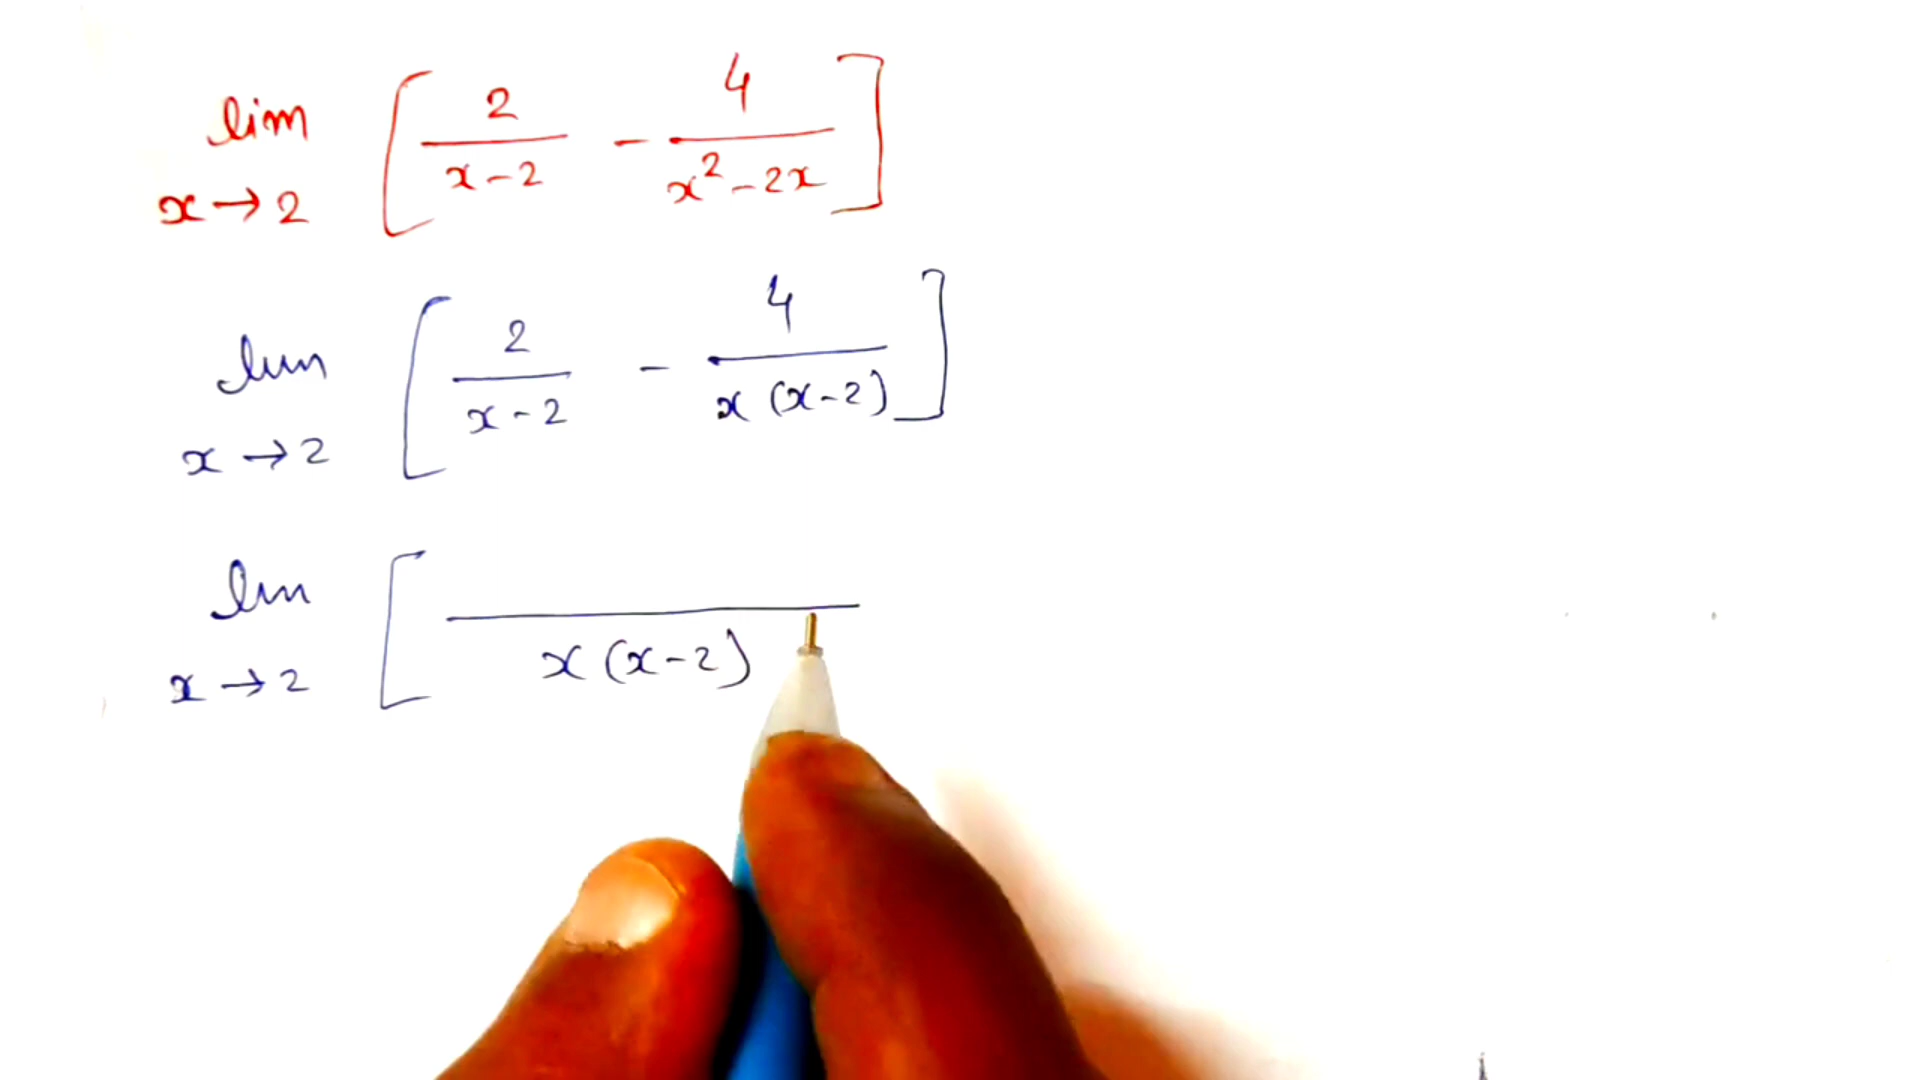 lim x→2 [ 2/(x-2) - 4/(x²-2x) ]
lim x→2 [ 2/(x-2) - 4/(x(x-2)) ]
lim x→2 [ /(x(x-2))